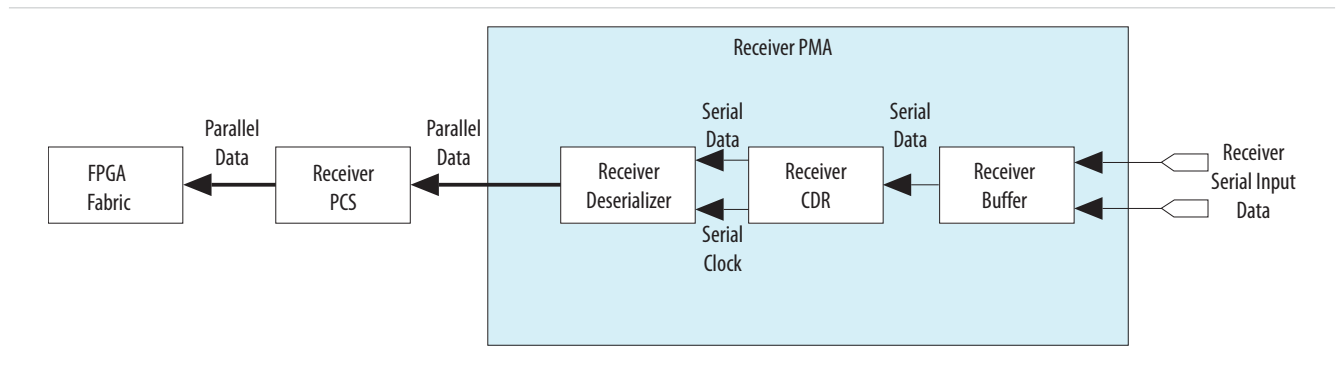 Receiver PMA
Serial
Data
Serial
Data
Parallel
Data
Parallel
Data
FPGA
Fabric
Receiver
PCS
Receiver
Deserializer
Receiver
CDR
Receiver
Buffer
Receiver
Serial Input
Data
Serial
Clock